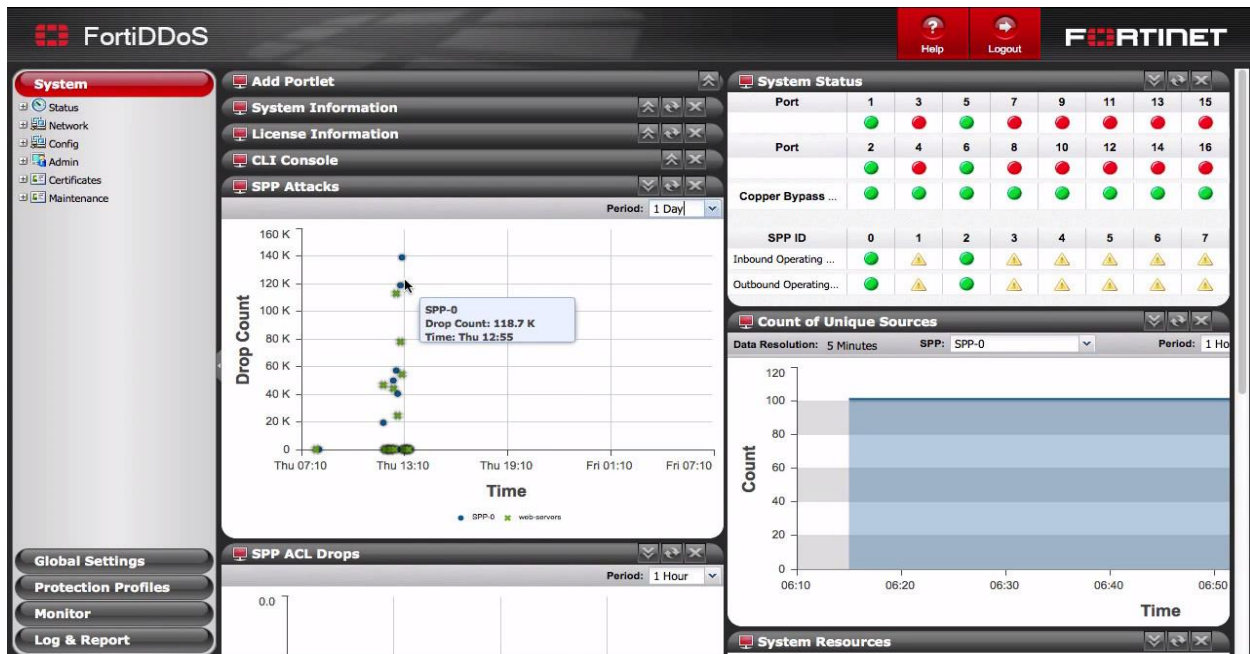 FortiDDoS
Help
Logout
FORTINET
System
Status
Network
Config
Admin
Certificates
Maintenance
Global Settings
Protection Profiles
Monitor
Log & Report
Add Portlet
System Information
License Information
CLI Console
SPP Attacks
Period: 1 Day
160 K
140 K
120 K
100 K
80 K
60 K
40 K
20 K
0
Drop Count
SPP-0
Drop Count: 118.7 K
Time: Thu 12:55
Thu 07:10 Thu 13:10 Thu 19:10 Fri 01:10 Fri 07:10
Time
SPP-0 web-servers
SPP ACL Drops
Period: 1 Hour
0.0
System Status
Port 1 3 5 7 9 11 13 15
Port 2 4 6 8 10 12 14 16
Copper Bypass ...
SPP ID 0 1 2 3 4 5 6 7
Inbound Operating ...
Outbound Operating...
Count of Unique Sources
Data Resolution: 5 Minutes SPP: SPP-0 Period: 1 Ho
120
100
80
60
40
20
0
Count
06:10 06:20 06:30 06:40 06:50
Time
System Resources